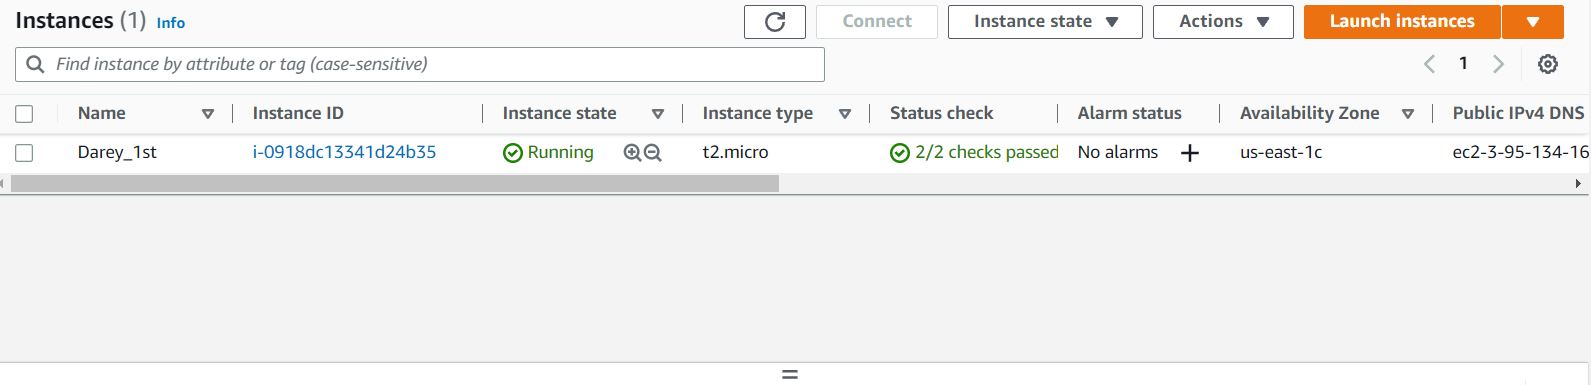 Instances (1) Info Connect Instance state Actions Launch instances
Find instance by attribute or tag (case-sensitive) 1
Name Instance ID Instance state Instance type Status check Alarm status Availability Zone Public IPv4 DNS
Darey_1st i-0918dc13341d24b35 Running t2.micro 2/2 checks passed No alarms + us-east-1c ec2-3-95-134-16